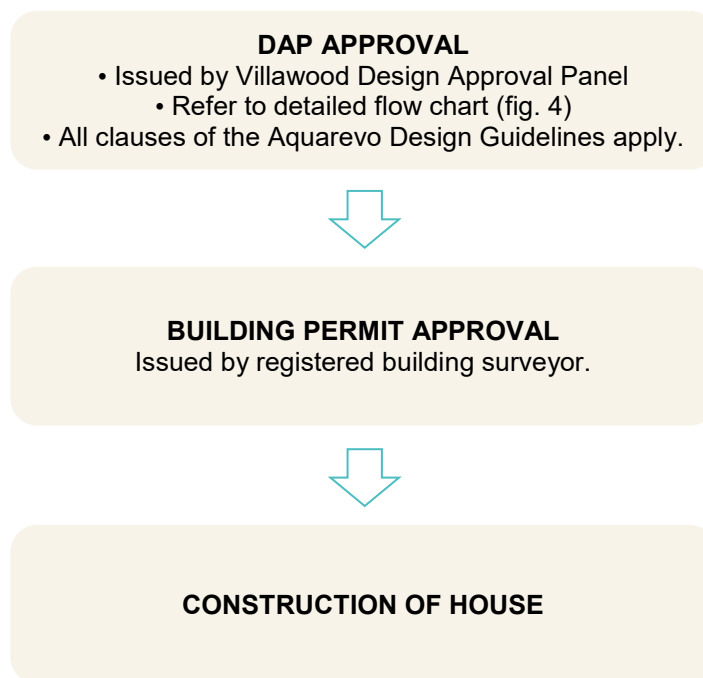 DAP APPROVAL
• Issued by Villawood Design Approval Panel
• Refer to detailed flow chart (fig. 4)
• All clauses of the Aquarevo Design Guidelines apply.
BUILDING PERMIT APPROVAL
Issued by registered building surveyor.
CONSTRUCTION OF HOUSE